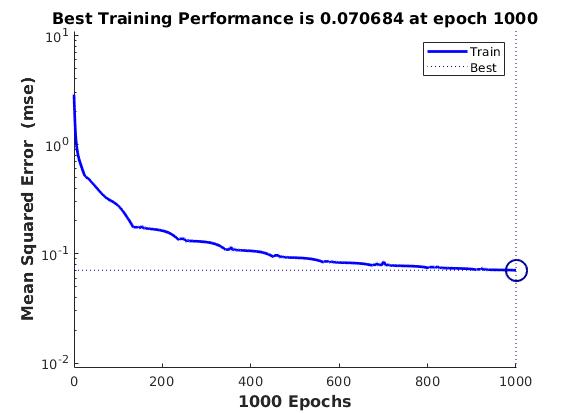 Best Training Performance is 0.070684 at epoch 1000
10^1
Train
Best
10^0
10^-1
10^-2
Mean Squared Error (mse)
0 200 400 600 800 1000
1000 Epochs